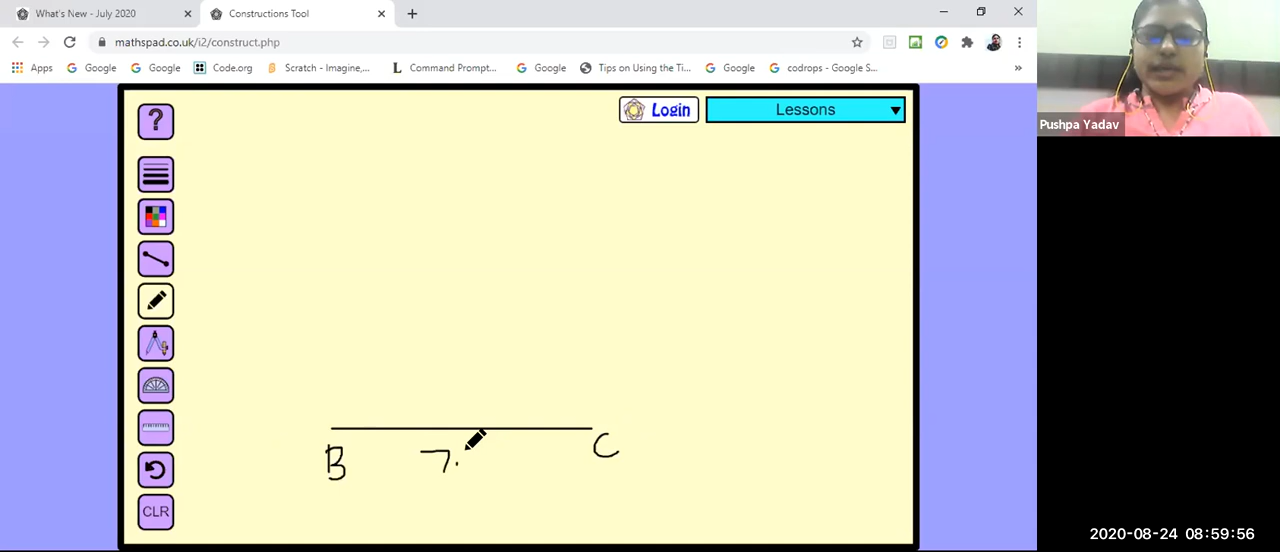 What's New - July 2020
Constructions Tool
mathspad.co.uk/i2/construct.php
Apps Google Google Code.org Scratch - Imagine,... Command Prompt... Google Tips on Using the Ti... Google codrops - Google S... »
? Login Lessons
Pushpa Yadav
B 7. C
CLR
2020-08-24 08:59:56